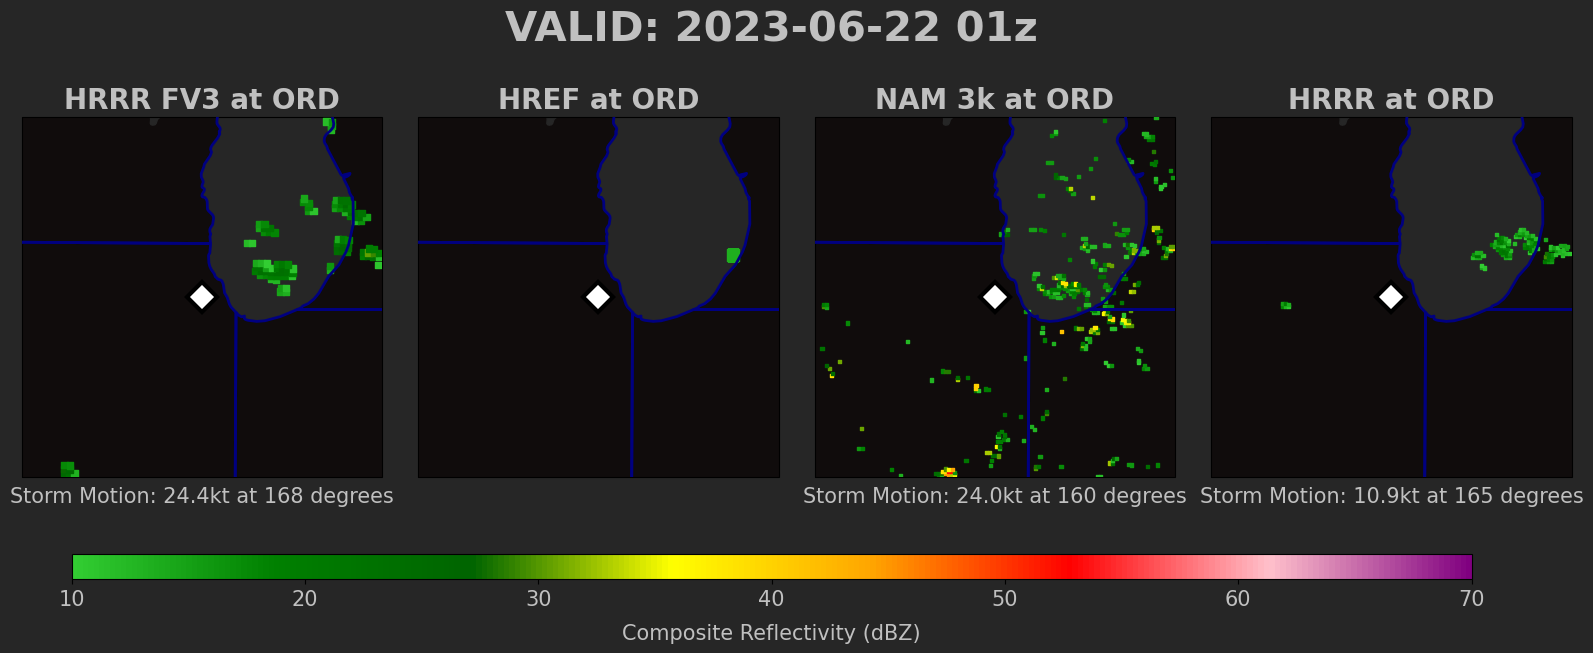 VALID: 2023-06-22 01z
HRRR FV3 at ORD
HREF at ORD
NAM 3k at ORD
HRRR at ORD
Storm Motion: 24.4kt at 168 degrees
Storm Motion: 24.0kt at 160 degrees
Storm Motion: 10.9kt at 165 degrees
10 20 30 40 50 60 70
Composite Reflectivity (dBZ)